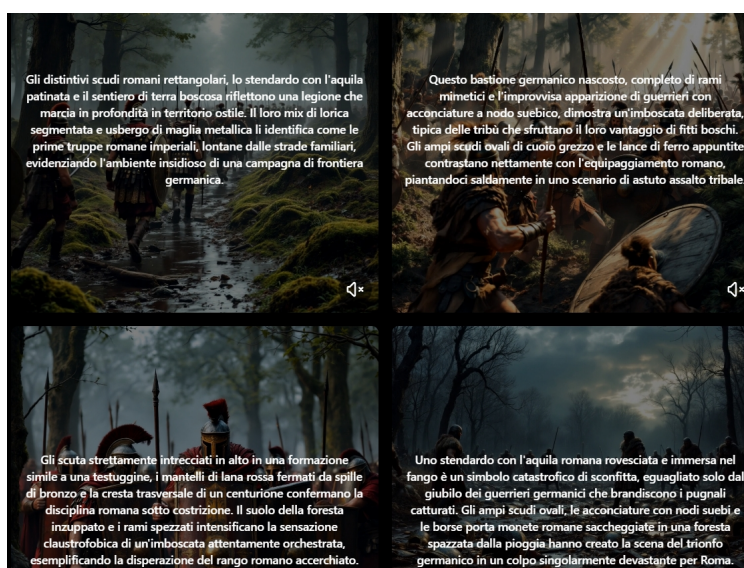 Gli distintivi scudi romani rettangolari, lo stendardo con l'aquila
patinata e il sentiero di terra boscosa riflettono una legione che
marcia in profondità in territorio ostile. Il loro mix di lorica
segmentata e usbergo di maglia metallica li identifica come le
prime truppe romane imperiali, lontane dalle strade familiari,
evidenziando l'ambiente insidioso di una campagna di frontiera
germanica.
Questo bastione germanico nascosto, completo di rami
mimetici e l'improvvisa apparizione di guerrieri con
acconciature a nodo suebico, dimostra un'imboscata deliberata,
tipica delle tribù che sfruttano il loro vantaggio di fitti boschi.
Gli ampi scudi ovali di cuoio grezzo e le lance di ferro appuntite
contrastano nettamente con l'equipaggiamento romano,
piantandoci saldamente in uno scenario di astuto assalto tribale.
Gli scuta strettamente intrecciati in alto in una formazione
simile a una testuggine, i mantelli di lana rossa fermati da spille
di bronzo e la cresta trasversale di un centurione confermano la
disciplina romana sotto costrizione. Il suolo della foresta
inzuppato e i rami spezzati intensificano la sensazione
claustrofobica di un'imboscata attentamente orchestrata,
esemplificando la disperazione del rango romano accerchiato.
Uno stendardo con l'aquila romana rovesciata e immersa nel
fango è un simbolo catastrofico di sconfitta, eguagliato solo dal
giubilo dei guerrieri germanici che brandiscono i pugnali
catturati. Gli ampi scudi ovali, le acconciature con nodi suebi e
le borse porta monete romane saccheggiate in una foresta
spazzata dalla pioggia hanno creato la scena del trionfo
germanico in un colpo singolarmente devastante per Roma.